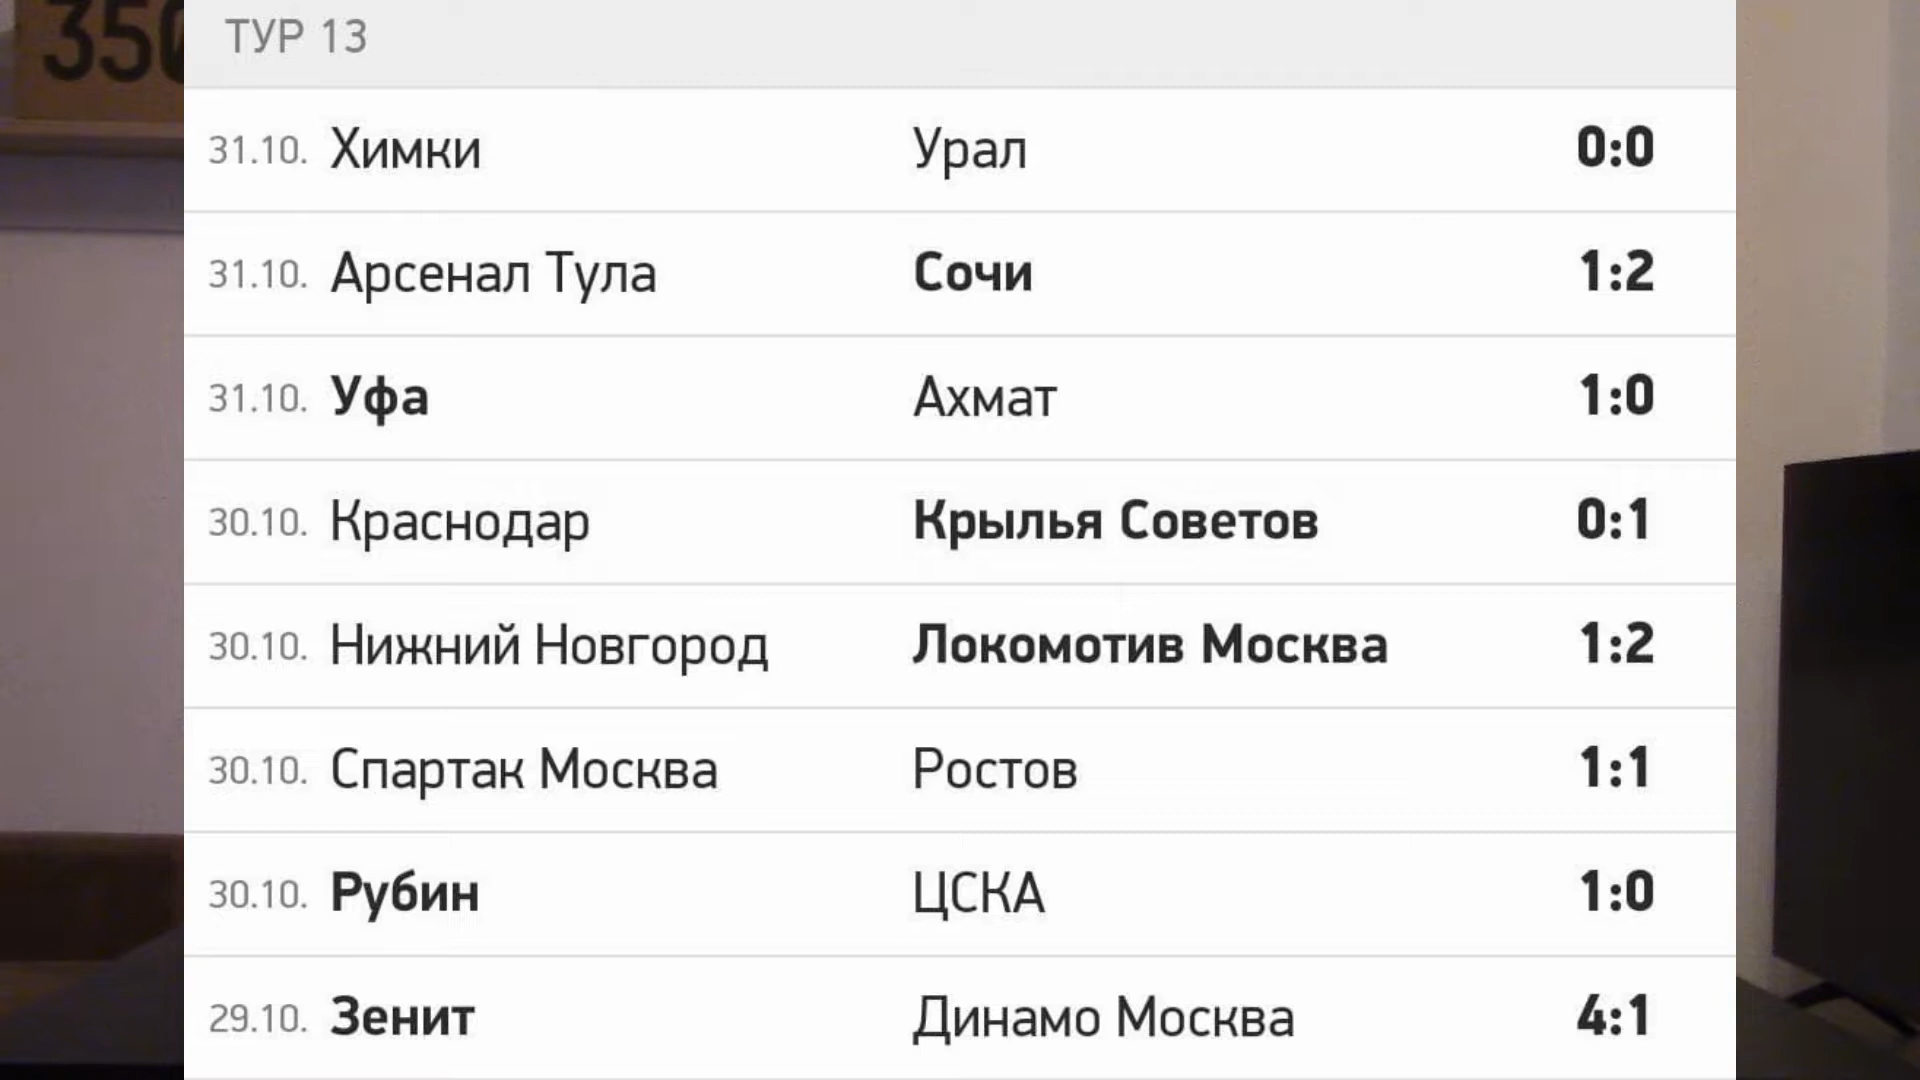 350
ТУР 13
31.10. Химки Урал 0:0
31.10. Арсенал Тула Сочи 1:2
31.10. Уфа Ахмат 1:0
30.10. Краснодар Крылья Советов 0:1
30.10. Нижний Новгород Локомотив Москва 1:2
30.10. Спартак Москва Ростов 1:1
30.10. Рубин ЦСКА 1:0
29.10. Зенит Динамо Москва 4:1